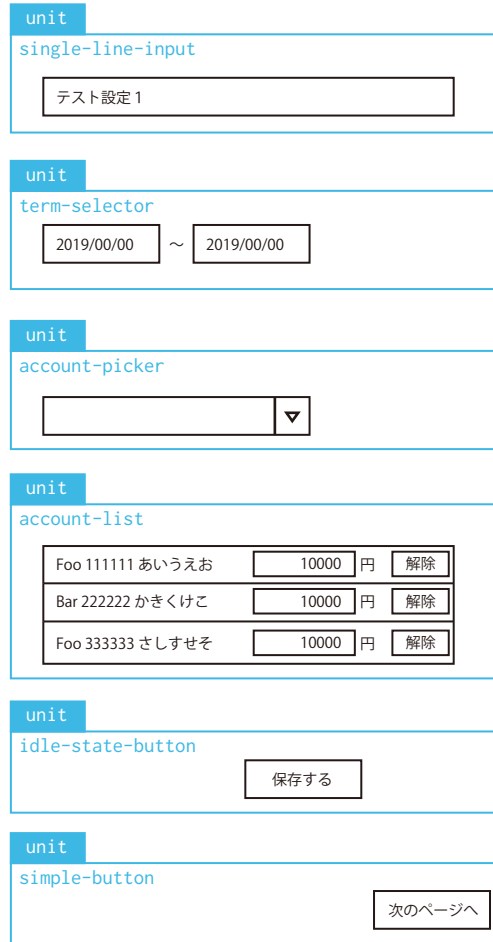 unit
single-line-input
テスト設定1
unit
term-selector
2019/00/00 〜 2019/00/00
unit
account-picker
unit
account-list
Foo 111111 あいうえお 10000 円 解除
Bar 222222 かきくけこ 10000 円 解除
Foo 333333 さしすせそ 10000 円 解除
unit
idle-state-button
保存する
unit
simple-button
次のページへ